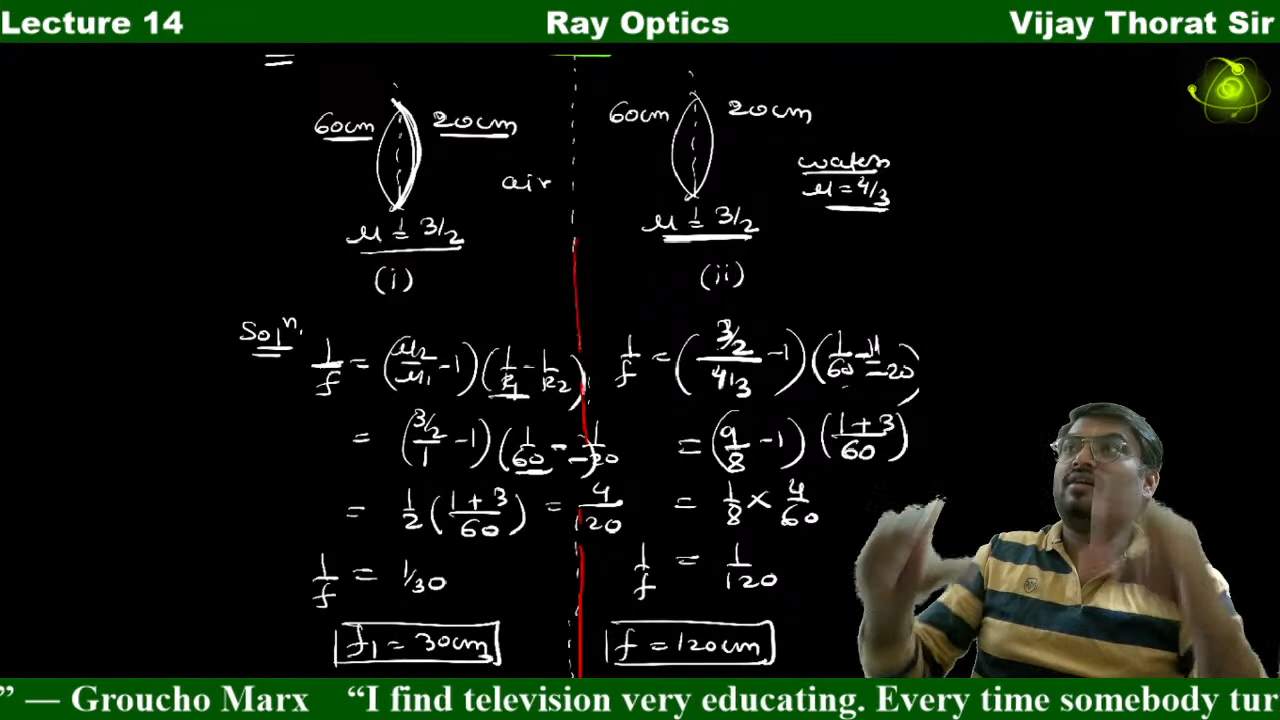 Lecture 14 Ray Optics Vijay Thorat Sir
60cm 20cm air
μ = 3/2
(i)
60cm 20cm water μ = 4/3
μ = 3/2
(ii)
Solⁿ.
1/f = (μ2/μ1 - 1)(1/R1 - 1/R2)
= ((3/2)/1 - 1)(1/60 - 1/-20)
= 1/2 ((1+3)/60) = 4/120
1/f = 1/30
f1 = 30cm
1/f = ((3/2)/(4/3) - 1)(1/60 - 1/-20)
= (9/8 - 1)((1+3)/60)
= 1/8 × 4/60
1/f = 1/120
f = 120cm
” — Groucho Marx “I find television very educating. Every time somebody tur